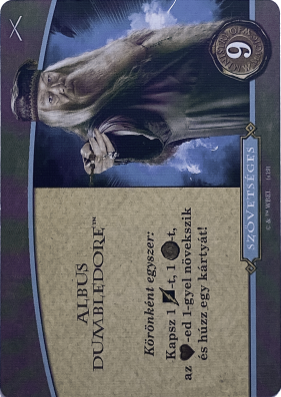 ALBUS
DUMBLEDORE™
Körönként egyszer:
Kapsz 1 -t, 1 -t,
az -ed 1-gyel növekszik
és húzz egy kártyát!
SZÖVETSÉGES
9